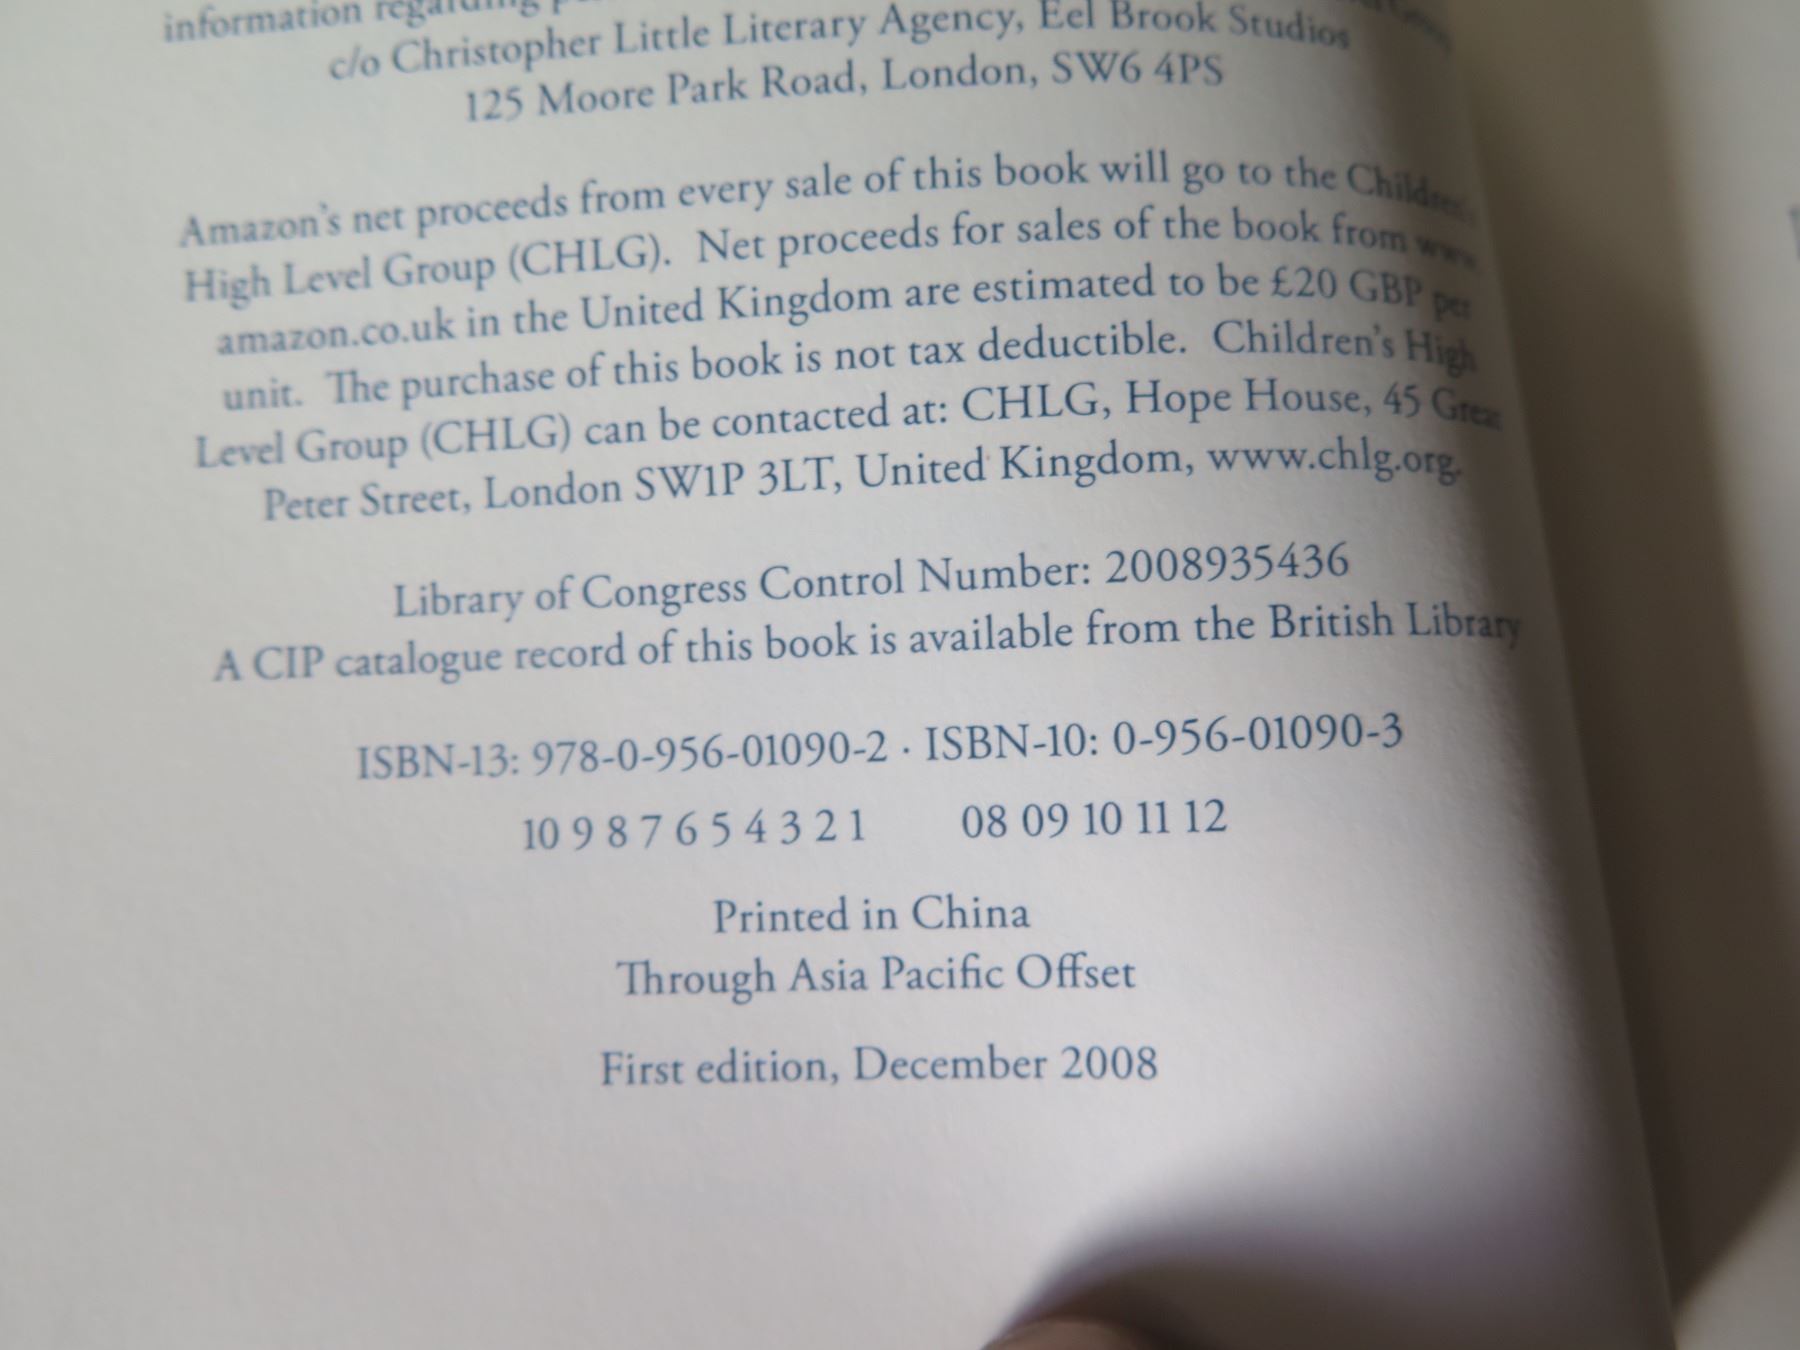 information regarding
c/o Christopher Little Literary Agency, Eel Brook Studios
125 Moore Park Road, London, SW6 4PS
Amazon's net proceeds from every sale of this book will go to the Children's
High Level Group (CHLG). Net proceeds for sales of the book from www.
amazon.co.uk in the United Kingdom are estimated to be £20 GBP per
unit. The purchase of this book is not tax deductible. Children's High
Level Group (CHLG) can be contacted at: CHLG, Hope House, 45 Great
Peter Street, London SW1P 3LT, United Kingdom, www.chlg.org.
Library of Congress Control Number: 2008935436
A CIP catalogue record of this book is available from the British Library
ISBN-13: 978-0-956-01090-2 · ISBN-10: 0-956-01090-3
10 9 8 7 6 5 4 3 2 1 08 09 10 11 12
Printed in China
Through Asia Pacific Offset
First edition, December 2008